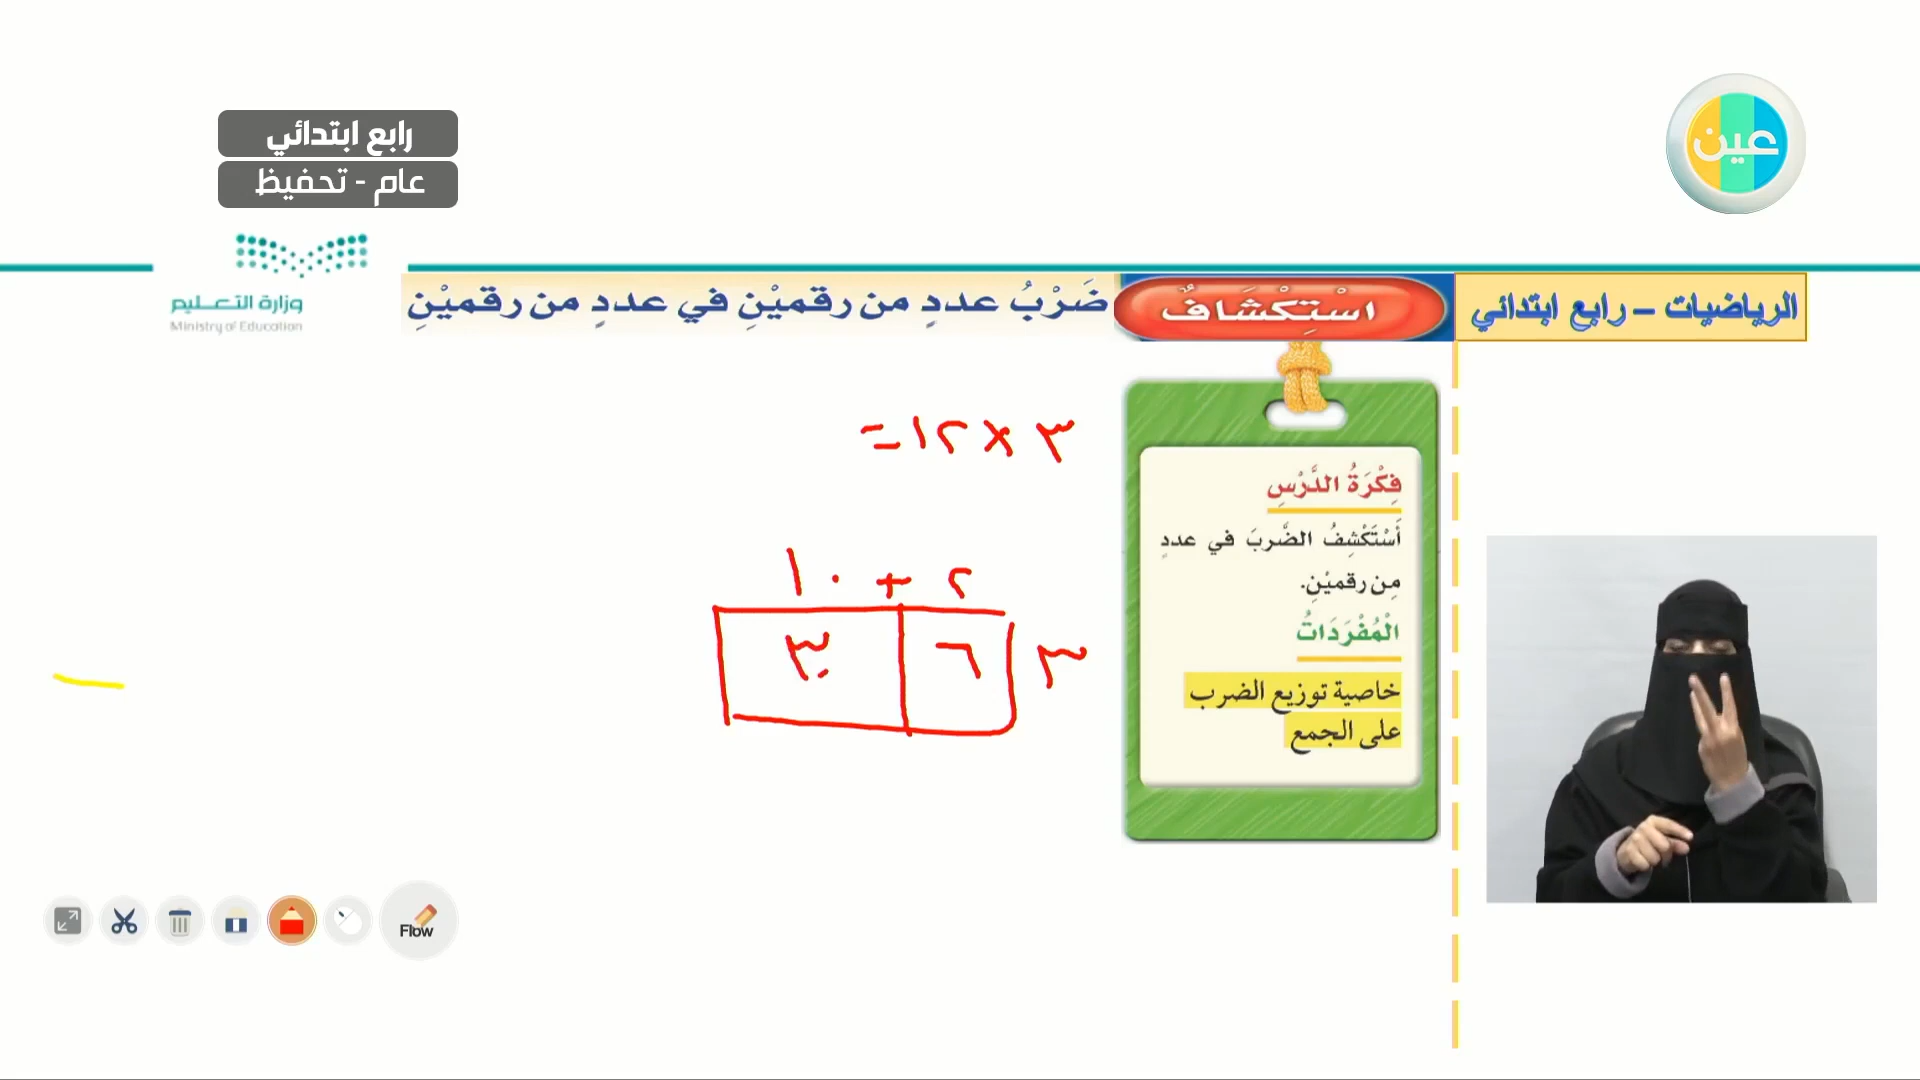 عين
رابع ابتدائي
عام - تحفيظ
وزارة التعليم
Ministry of Education
الرياضيات – رابع ابتدائي
اسْتِكْشَافٌ
ضَرْبُ عددٍ من رقميْنِ في عددٍ من رقميْنِ
٣ × ١٢ =
١٠ + ٢
٣٠ ٦ ٣
فِكْرَةُ الدَّرْسِ
أَسْتَكْشِفُ الضَّربَ في عددٍ
مِن رقميْنِ.
الْمُفْرَدَاتُ
خاصية توزيع الضرب
على الجمع
Flow